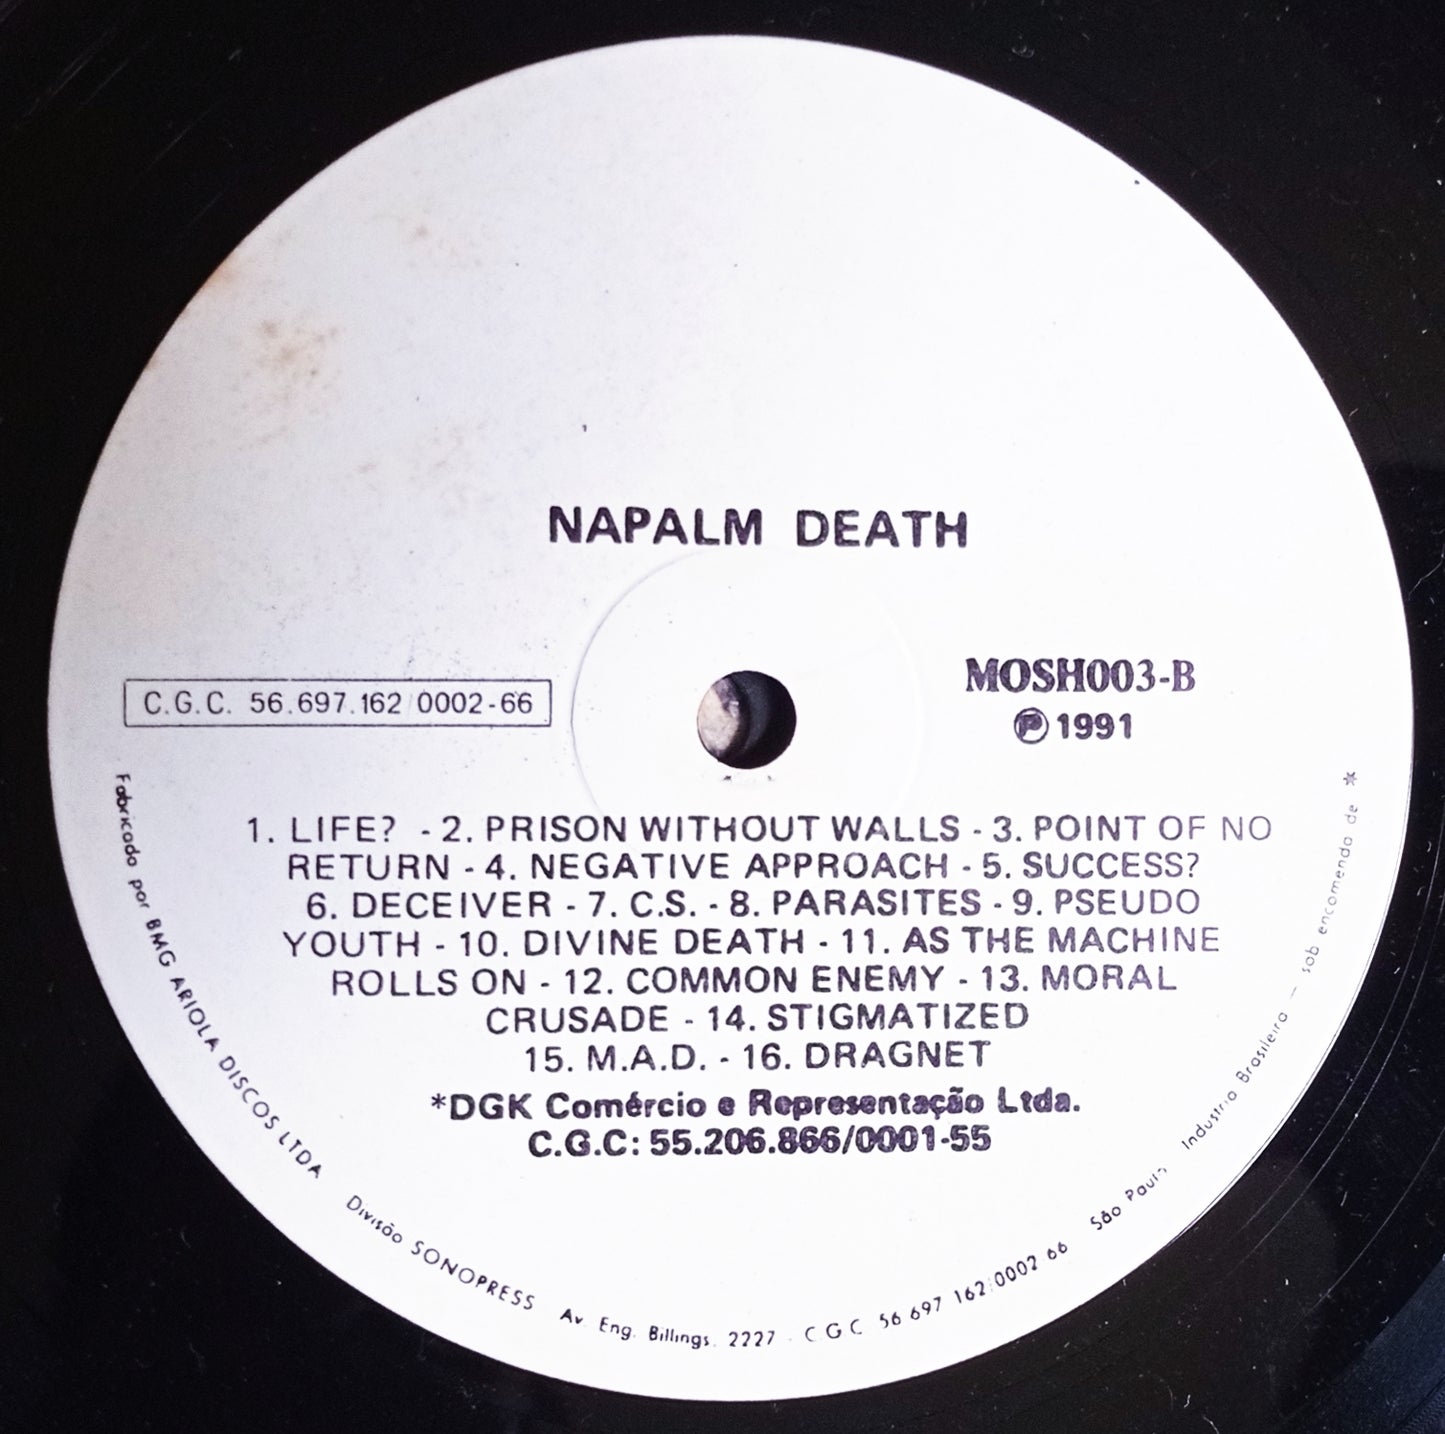 NAPALM DEATH
C.G.C. 56.697.162/0002-66
MOSH003-B
℗ 1991
1. LIFE? - 2. PRISON WITHOUT WALLS - 3. POINT OF NO
RETURN - 4. NEGATIVE APPROACH - 5. SUCCESS?
6. DECEIVER - 7. C.S. - 8. PARASITES - 9. PSEUDO
YOUTH - 10. DIVINE DEATH - 11. AS THE MACHINE
ROLLS ON - 12. COMMON ENEMY - 13. MORAL
CRUSADE - 14. STIGMATIZED
15. M.A.D. - 16. DRAGNET
*DGK Comércio e Representação Ltda.
C.G.C: 55.206.866/0001-55
Fabricado por BMG ARIOLA DISCOS LTDA Divisão SONOPRESS Av. Eng. Billings. 2227 - CGC 56 697 162/0002 66 São Paulo Industria Brasileira — sob encomenda de *